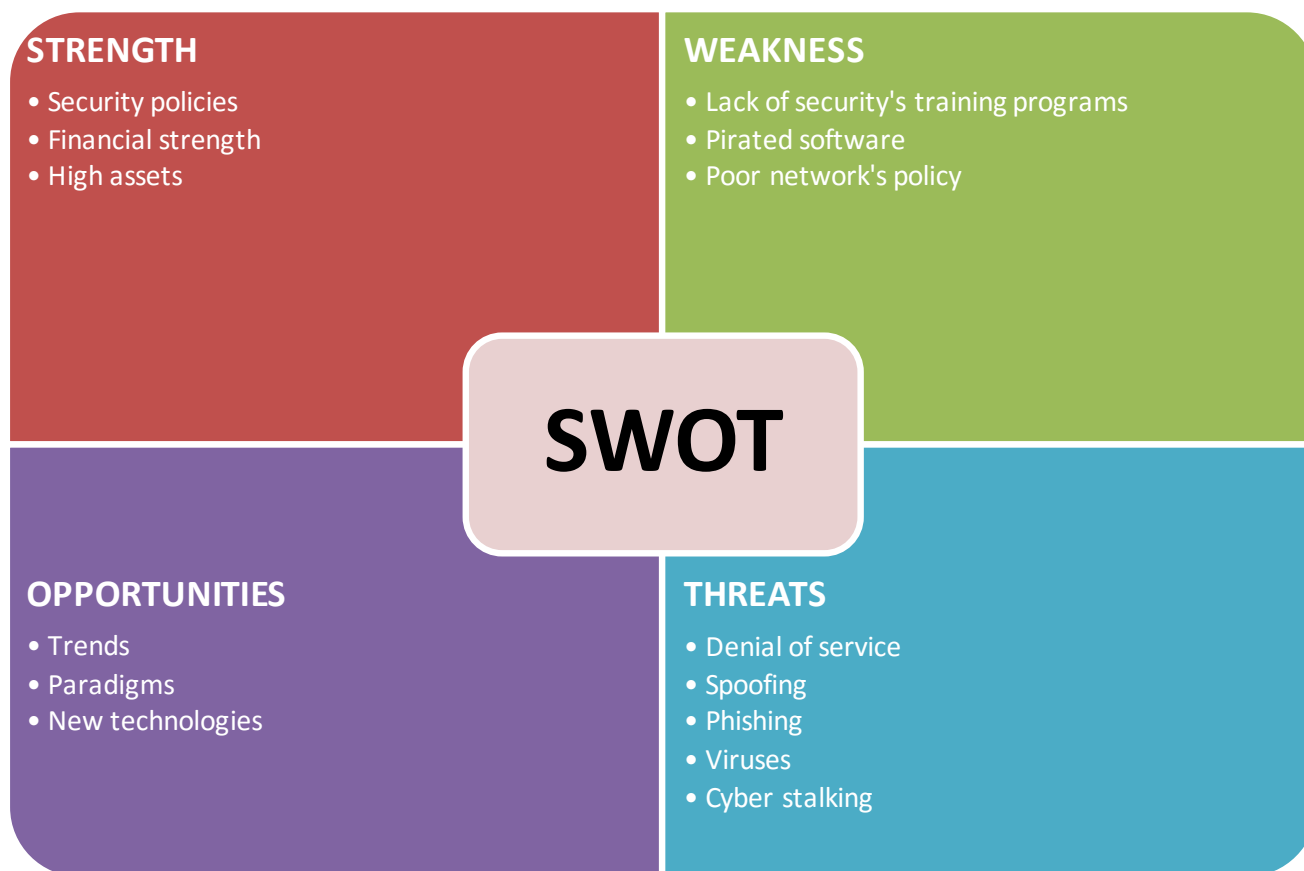 STRENGTH
• Security policies
• Financial strength
• High assets
WEAKNESS
• Lack of security's training programs
• Pirated software
• Poor network's policy
SWOT
OPPORTUNITIES
• Trends
• Paradigms
• New technologies
THREATS
• Denial of service
• Spoofing
• Phishing
• Viruses
• Cyber stalking